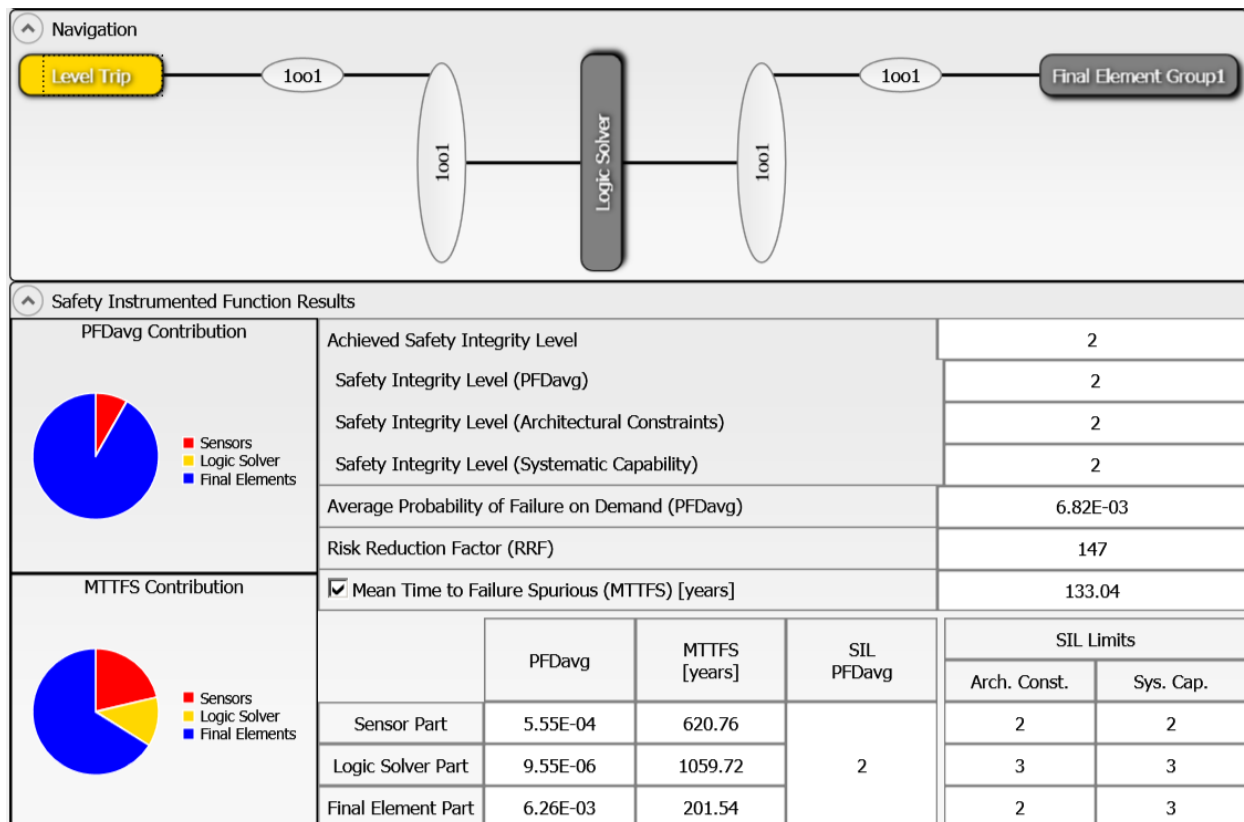 Navigation
Level Trip
1oo1
1oo1
Logic Solver
1oo1
1oo1
Final Element Group1
Safety Instrumented Function Results
PFDavg Contribution
Sensors
Logic Solver
Final Elements
MTTFS Contribution
Sensors
Logic Solver
Final Elements
Achieved Safety Integrity Level 2
Safety Integrity Level (PFDavg) 2
Safety Integrity Level (Architectural Constraints) 2
Safety Integrity Level (Systematic Capability) 2
Average Probability of Failure on Demand (PFDavg) 6.82E-03
Risk Reduction Factor (RRF) 147
Mean Time to Failure Spurious (MTTFS) [years] 133.04
PFDavg MTTFS [years] SIL PFDavg SIL Limits
Arch. Const. Sys. Cap.
Sensor Part 5.55E-04 620.76 2 2
Logic Solver Part 9.55E-06 1059.72 2 3 3
Final Element Part 6.26E-03 201.54 2 3